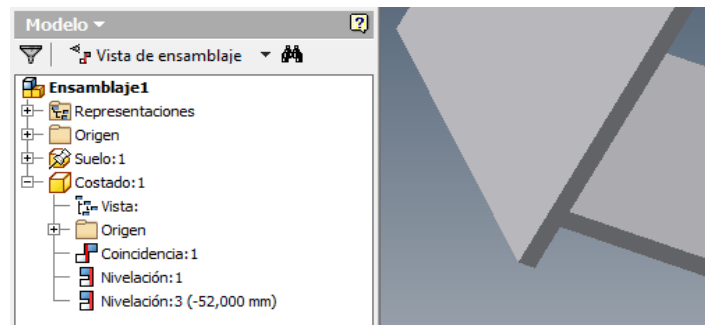 Modelo
Vista de ensamblaje
Ensamblaje1
Representaciones
Origen
Suelo:1
Costado:1
Vista:
Origen
Coincidencia:1
Nivelación:1
Nivelación:3 (-52,000 mm)